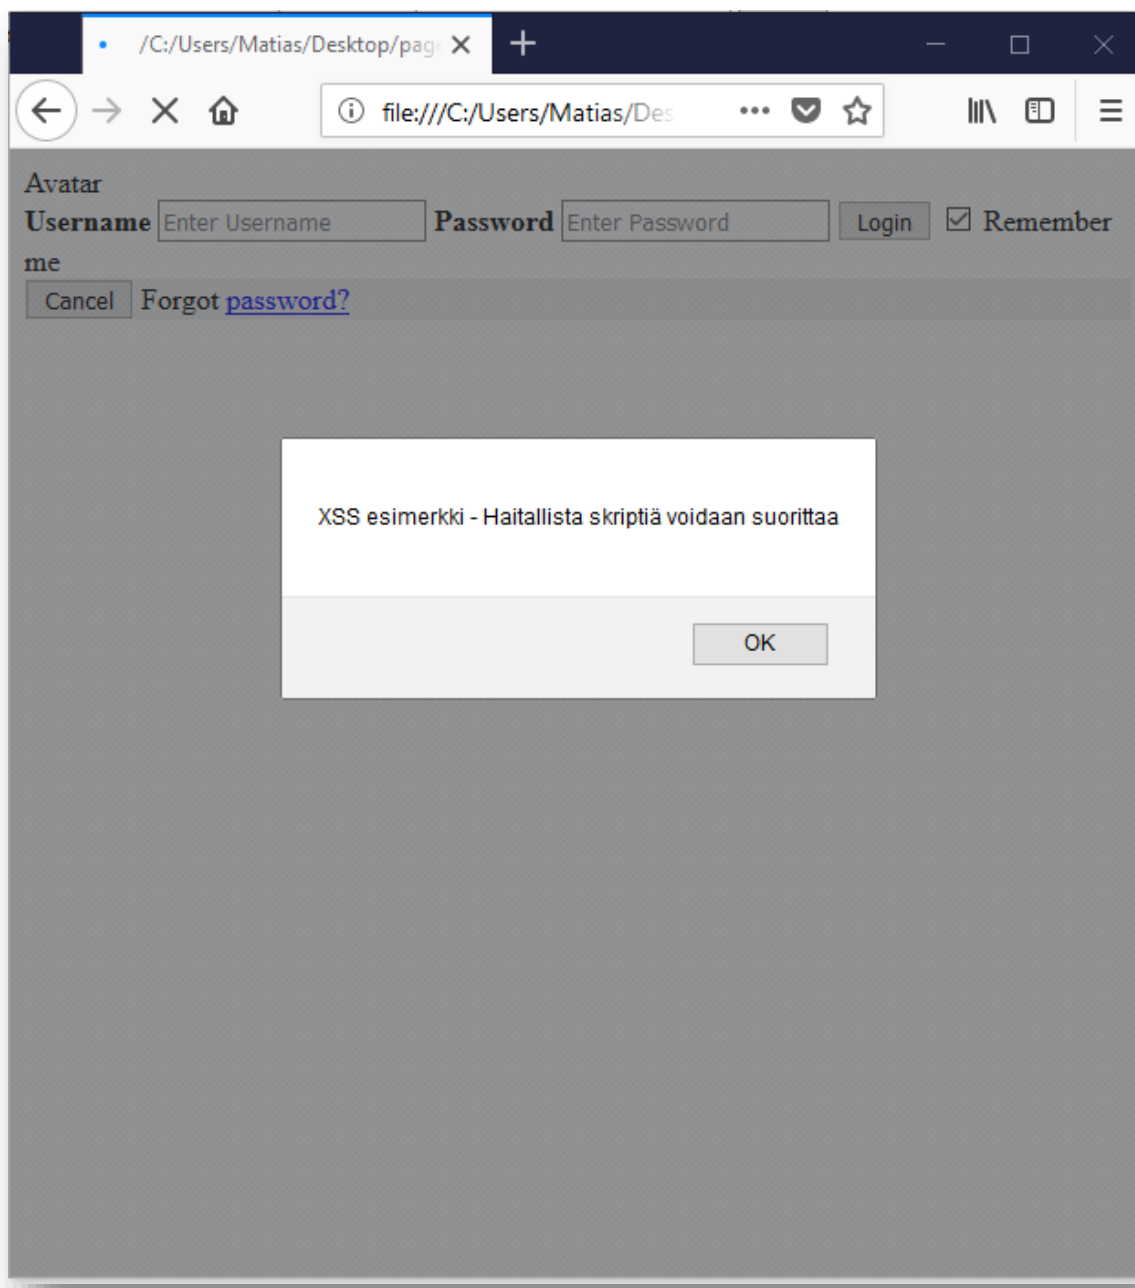 /C:/Users/Matias/Desktop/page
file:///C:/Users/Matias/Des
Avatar
Username Enter Username Password Enter Password Login Remember
me
Cancel Forgot password?
XSS esimerkki - Haitallista skriptiä voidaan suorittaa
OK